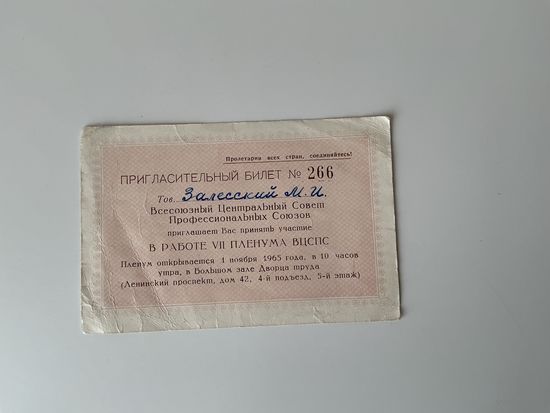 Пролетарии всех стран, соединяйтесь!
ПРИГЛАСИТЕЛЬНЫЙ БИЛЕТ № 266
Тов. Залесский М.И.
Всесоюзный Центральный Совет
Профессиональных Союзов
приглашает Вас принять участие
В РАБОТЕ VII ПЛЕНУМА ВЦСПС
Пленум открывается 1 ноября 1965 года, в 10 часов
утра, в Большом зале Дворца труда
(Ленинский проспект, дом 42, 4-й подъезд, 5-й этаж)